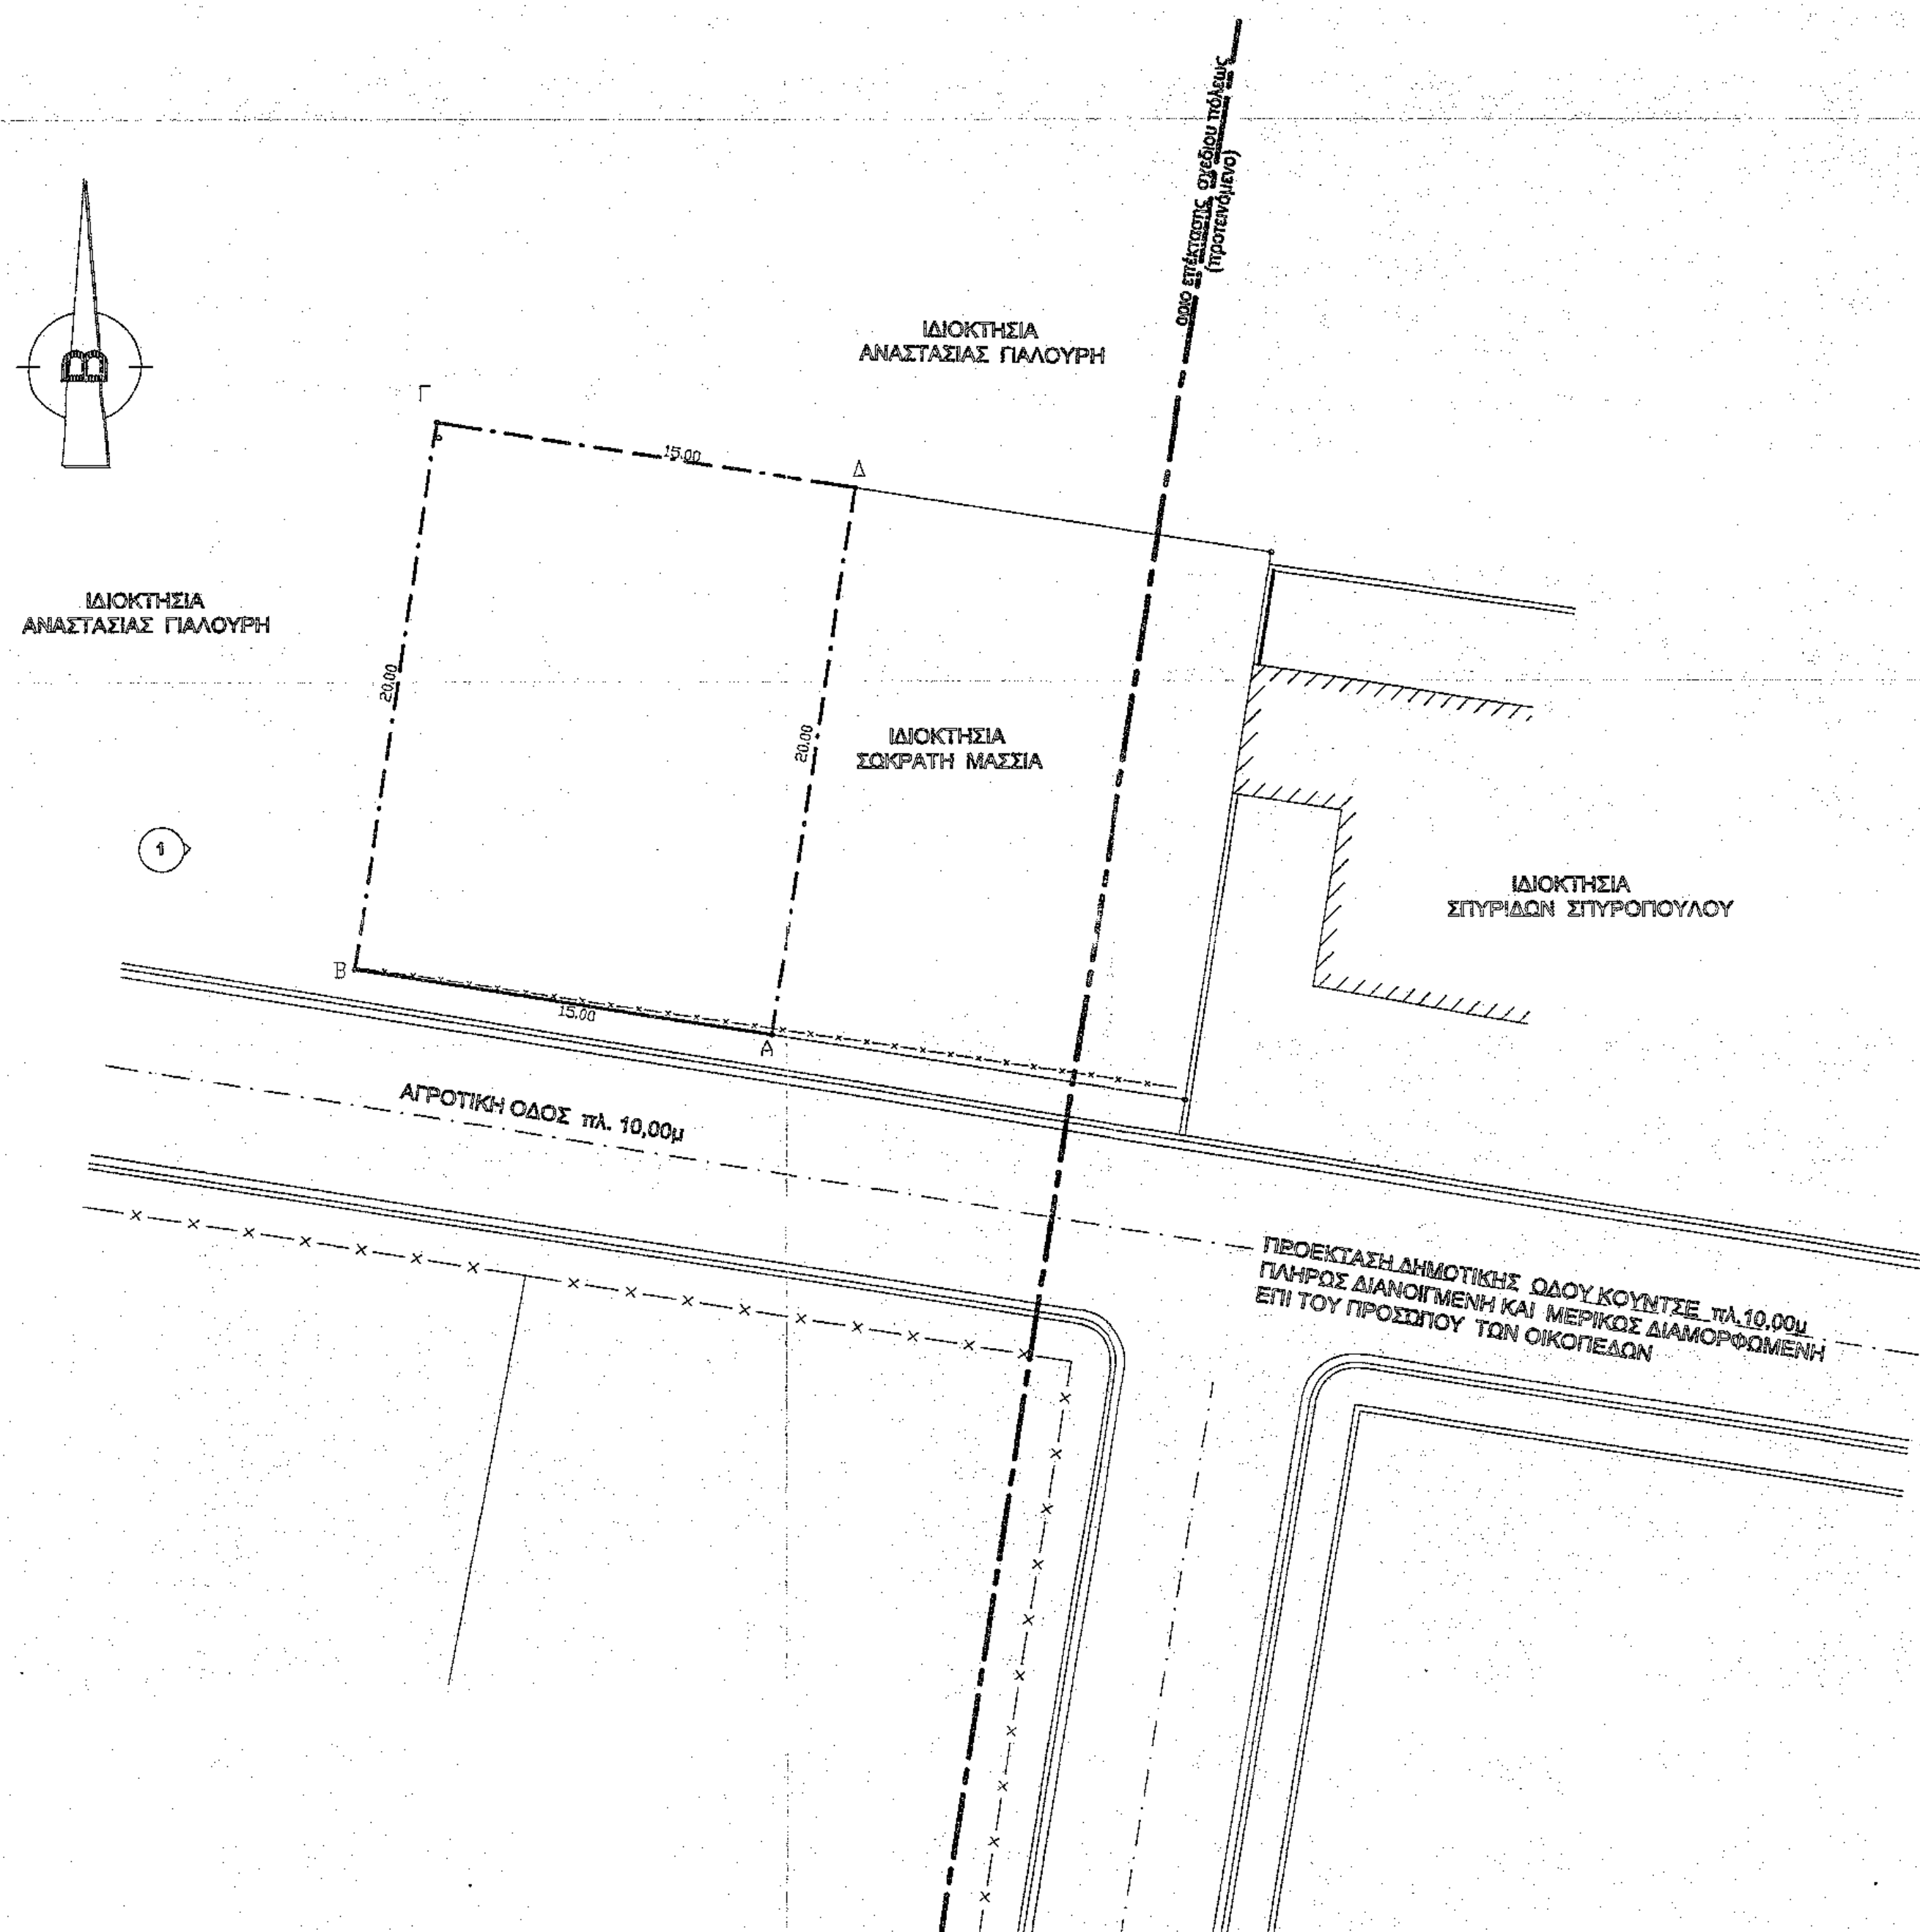 όριο επέκτασης σχεδίου πόλεως
(προτεινόμενο)
ΙΔΙΟΚΤΗΣΙΑ
ΑΝΑΣΤΑΣΙΑΣ ΓΙΑΛΟΥΡΗ
Β
Γ
15.00
Δ
ΙΔΙΟΚΤΗΣΙΑ
ΑΝΑΣΤΑΣΙΑΣ ΓΙΑΛΟΥΡΗ
20.00
20.00
ΙΔΙΟΚΤΗΣΙΑ
ΣΩΚΡΑΤΗ ΜΑΣΣΙΑ
1
ΙΔΙΟΚΤΗΣΙΑ
ΣΠΥΡΙΔΩΝ ΣΠΥΡΟΠΟΥΛΟΥ
Β
15.00
Α
ΑΓΡΟΤΙΚΗ ΟΔΟΣ πλ. 10,00μ
ΠΡΟΕΚΤΑΣΗ ΔΗΜΟΤΙΚΗΣ ΟΔΟΥ ΚΟΥΝΤΣΕ πλ.10,00μ
ΠΛΗΡΩΣ ΔΙΑΝΟΙΓΜΕΝΗ ΚΑΙ ΜΕΡΙΚΩΣ ΔΙΑΜΟΡΦΩΜΕΝΗ
ΕΠΙ ΤΟΥ ΠΡΟΣΩΠΟΥ ΤΩΝ ΟΙΚΟΠΕΔΩΝ